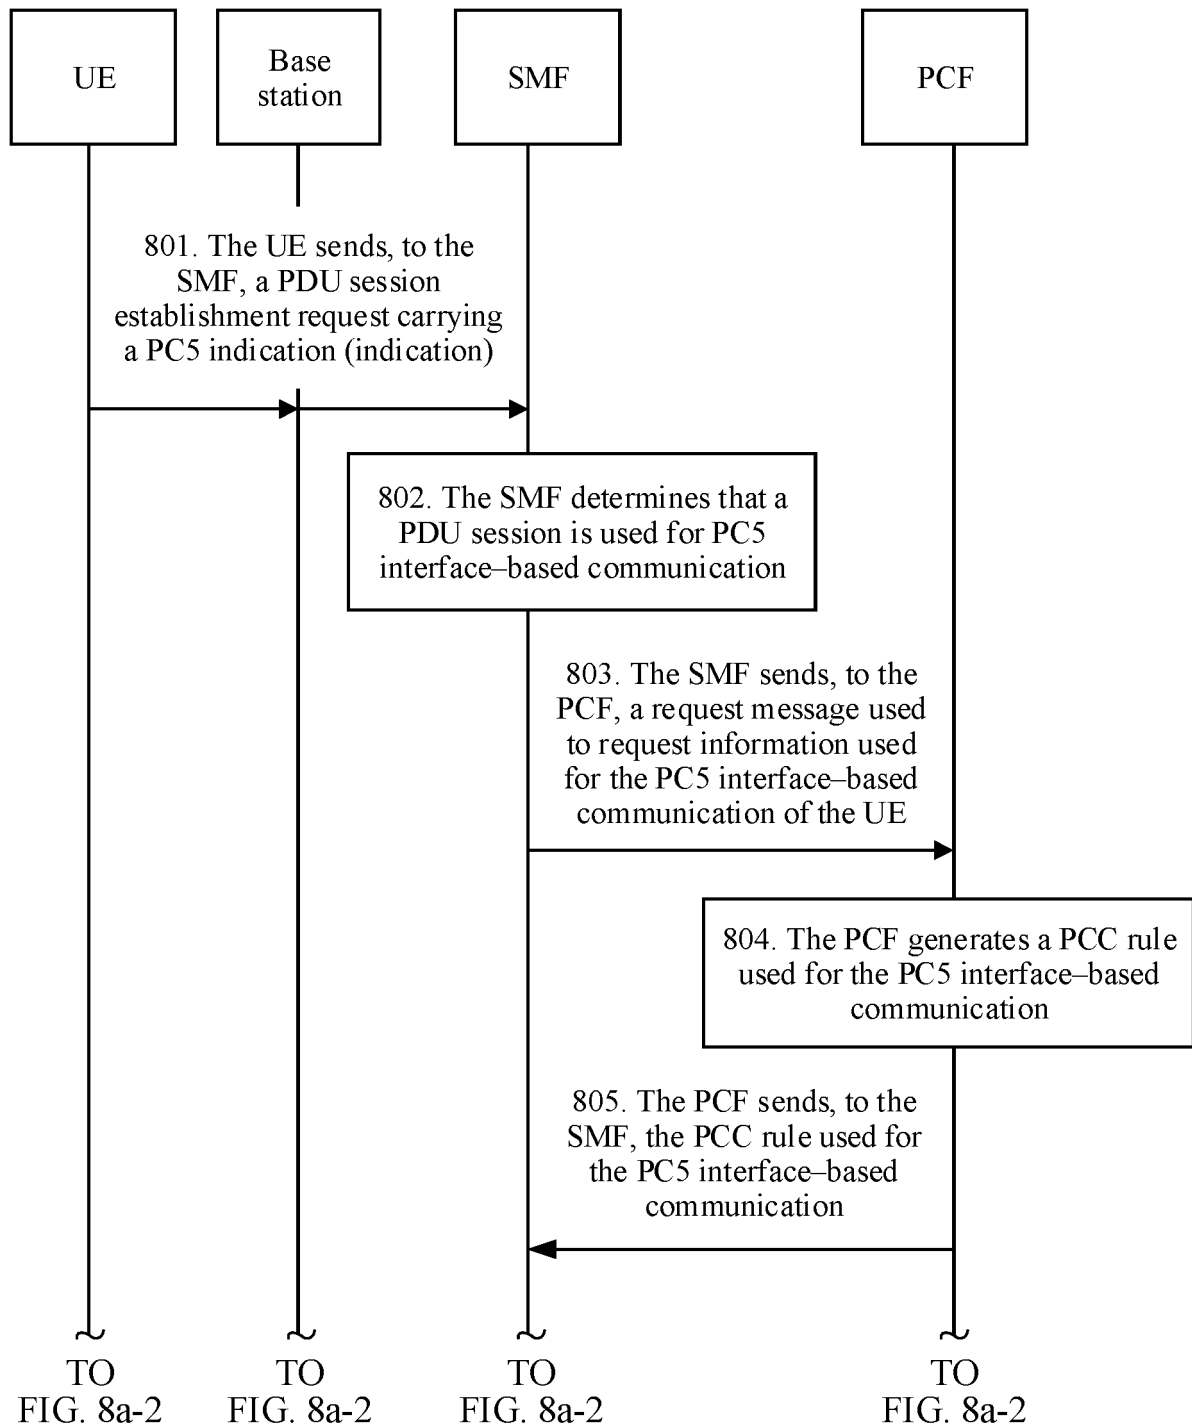 UE
Base
station
SMF
PCF
801. The UE sends, to the
SMF, a PDU session
establishment request carrying
a PC5 indication (indication)
802. The SMF determines that a
PDU session is used for PC5
interface–based communication
803. The SMF sends, to the
PCF, a request message used
to request information used
for the PC5 interface–based
communication of the UE
804. The PCF generates a PCC rule
used for the PC5 interface–based
communication
805. The PCF sends, to the
SMF, the PCC rule used for
the PC5 interface–based
communication
TO
FIG. 8a-2
TO
FIG. 8a-2
TO
FIG. 8a-2
TO
FIG. 8a-2